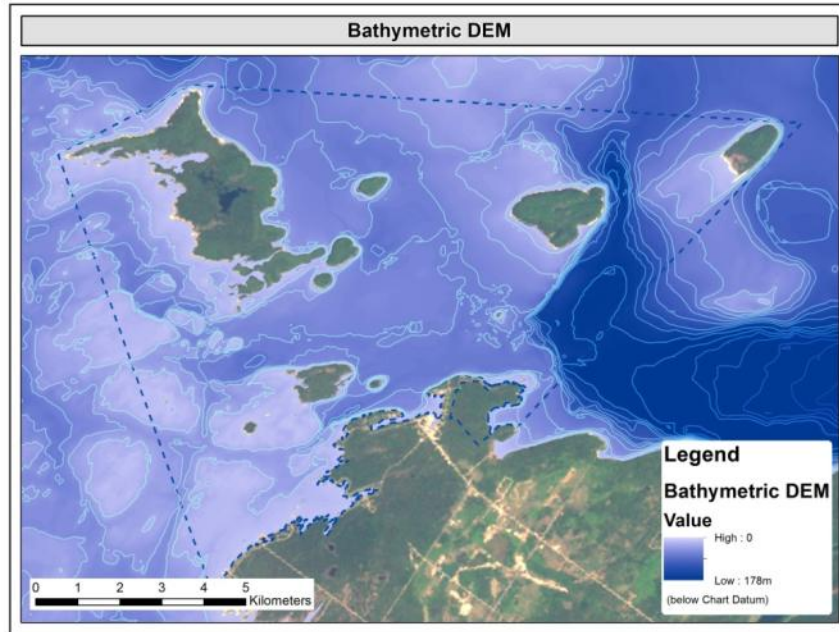 Bathymetric DEM
Legend
Bathymetric DEM
Value
High : 0
Low : 178m
(below Chart Datum)
0 1 2 3 4 5
Kilometers